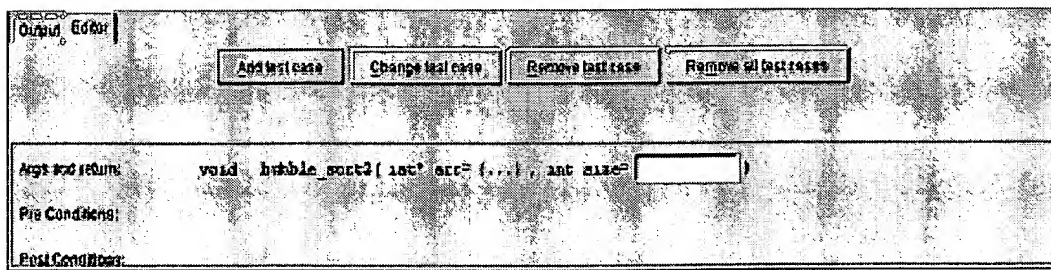 Output Editor
Add test case Change test case Remove test case Remove all test cases
Args and return: void bubble_sort2( int* arr= {...} , int size= )
Pre Conditions:
Post Conditions: